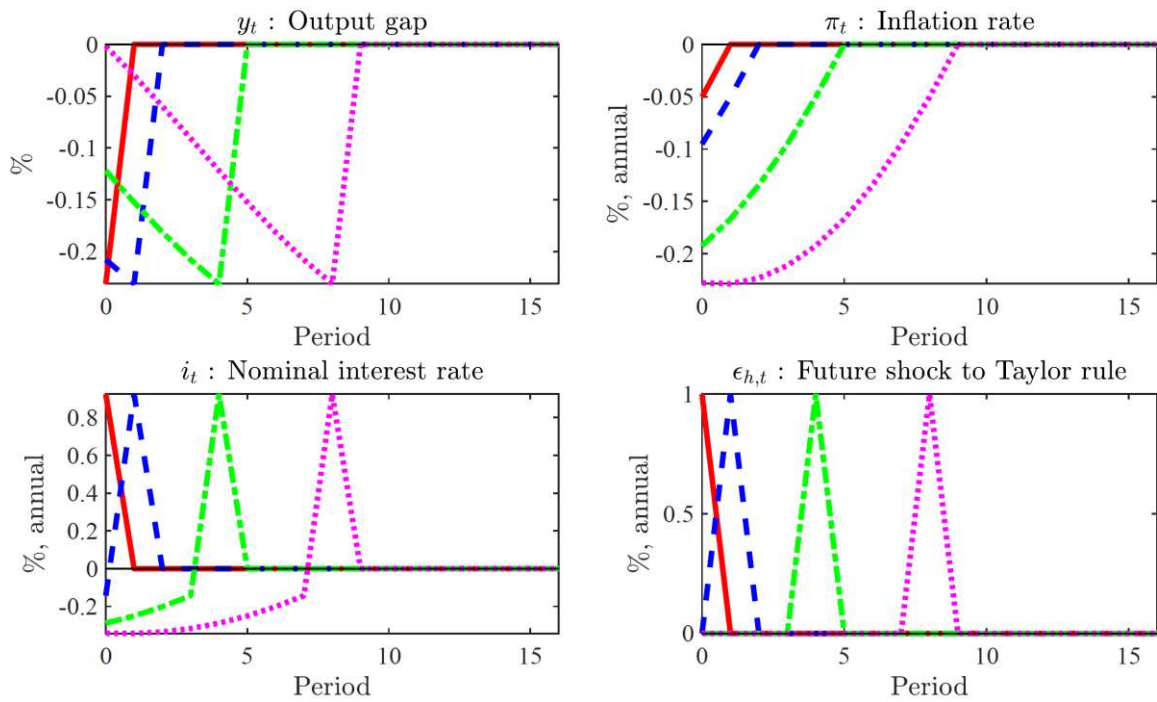 y_t : Output gap
0
-0.05
-0.1
-0.15
-0.2
%
0 5 10 15
Period
π_t : Inflation rate
0
-0.05
-0.1
-0.15
-0.2
%, annual
0 5 10 15
Period
i_t : Nominal interest rate
0.8
0.6
0.4
0.2
0
-0.2
%, annual
0 5 10 15
Period
ϵ_{h,t} : Future shock to Taylor rule
1
0.5
0
%, annual
0 5 10 15
Period